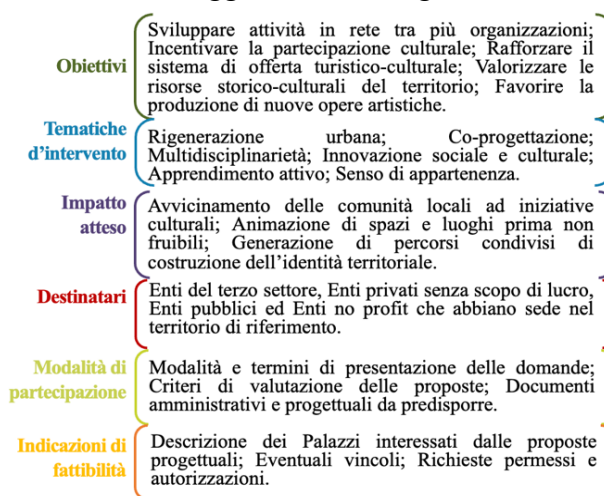 Obiettivi
Sviluppare attività in rete tra più organizzazioni;
Incentivare la partecipazione culturale; Rafforzare il
sistema di offerta turistico-culturale; Valorizzare le
risorse storico-culturali del territorio; Favorire la
produzione di nuove opere artistiche.
Tematiche
d'intervento
Rigenerazione urbana; Co-progettazione;
Multidisciplinarietà; Innovazione sociale e culturale;
Apprendimento attivo; Senso di appartenenza.
Impatto
atteso
Avvicinamento delle comunità locali ad iniziative
culturali; Animazione di spazi e luoghi prima non
fruibili; Generazione di percorsi condivisi di
costruzione dell'identità territoriale.
Destinatari
Enti del terzo settore, Enti privati senza scopo di lucro,
Enti pubblici ed Enti no profit che abbiano sede nel
territorio di riferimento.
Modalità di
partecipazione
Modalità e termini di presentazione delle domande;
Criteri di valutazione delle proposte; Documenti
amministrativi e progettuali da predisporre.
Indicazioni di
fattibilità
Descrizione dei Palazzi interessati dalle proposte
progettuali; Eventuali vincoli; Richieste permessi e
autorizzazioni.